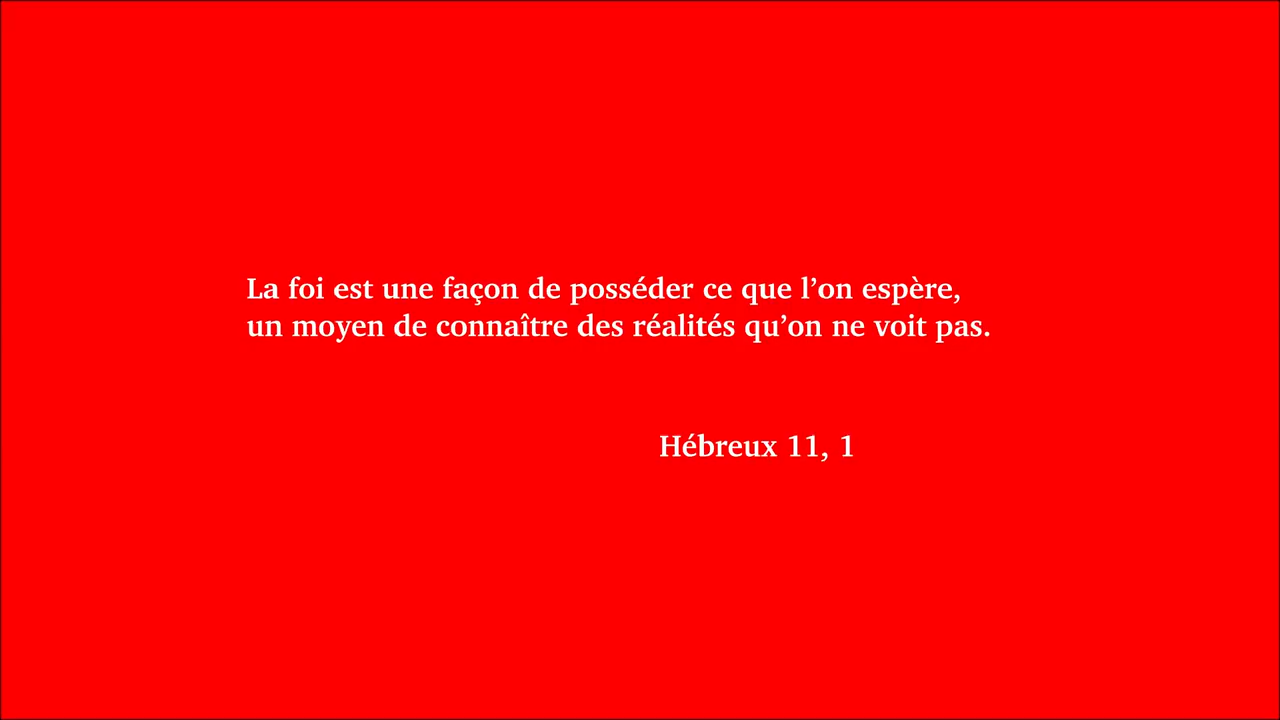 La foi est une façon de posséder ce que l’on espère,
un moyen de connaître des réalités qu’on ne voit pas.
Hébreux 11, 1